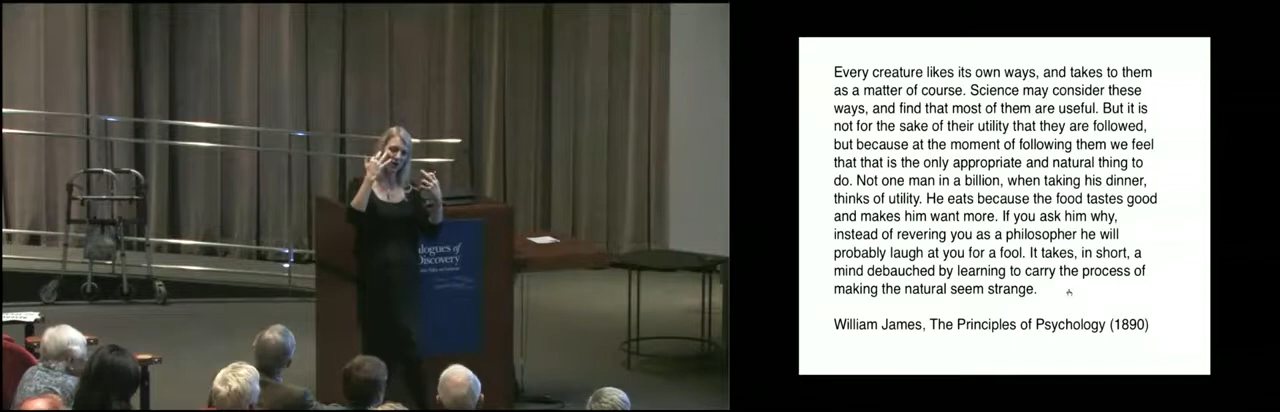 alogues of
Discovery
Every creature likes its own ways, and takes to them
as a matter of course. Science may consider these
ways, and find that most of them are useful. But it is
not for the sake of their utility that they are followed,
but because at the moment of following them we feel
that that is the only appropriate and natural thing to
do. Not one man in a billion, when taking his dinner,
thinks of utility. He eats because the food tastes good
and makes him want more. If you ask him why,
instead of revering you as a philosopher he will
probably laugh at you for a fool. It takes, in short, a
mind debauched by learning to carry the process of
making the natural seem strange.
William James, The Principles of Psychology (1890)